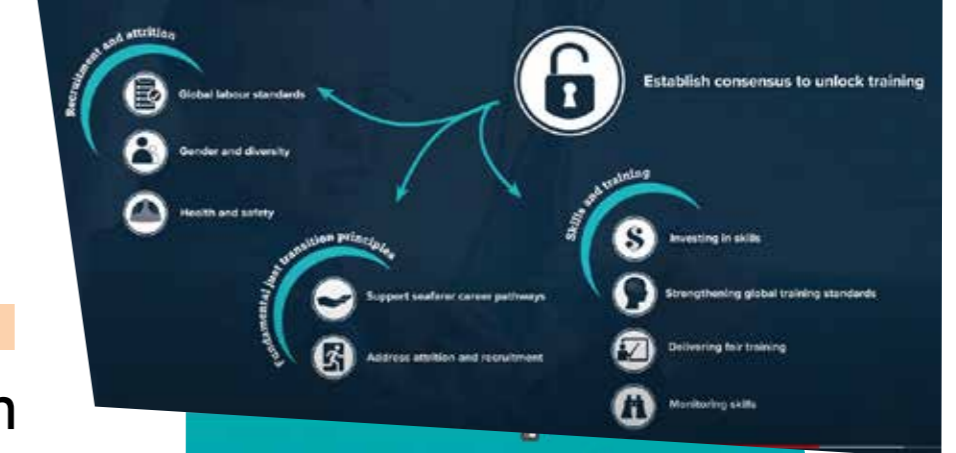 Establish consensus to unlock training
Recruitment and attrition
Global labour standards
Gender and diversity
Health and safety
Fundamental just transition principles
Support seafarer career pathways
Address attrition and recruitment
Skills and training
Investing in skills
Strengthening global training standards
Delivering fair training
Monitoring skills
n